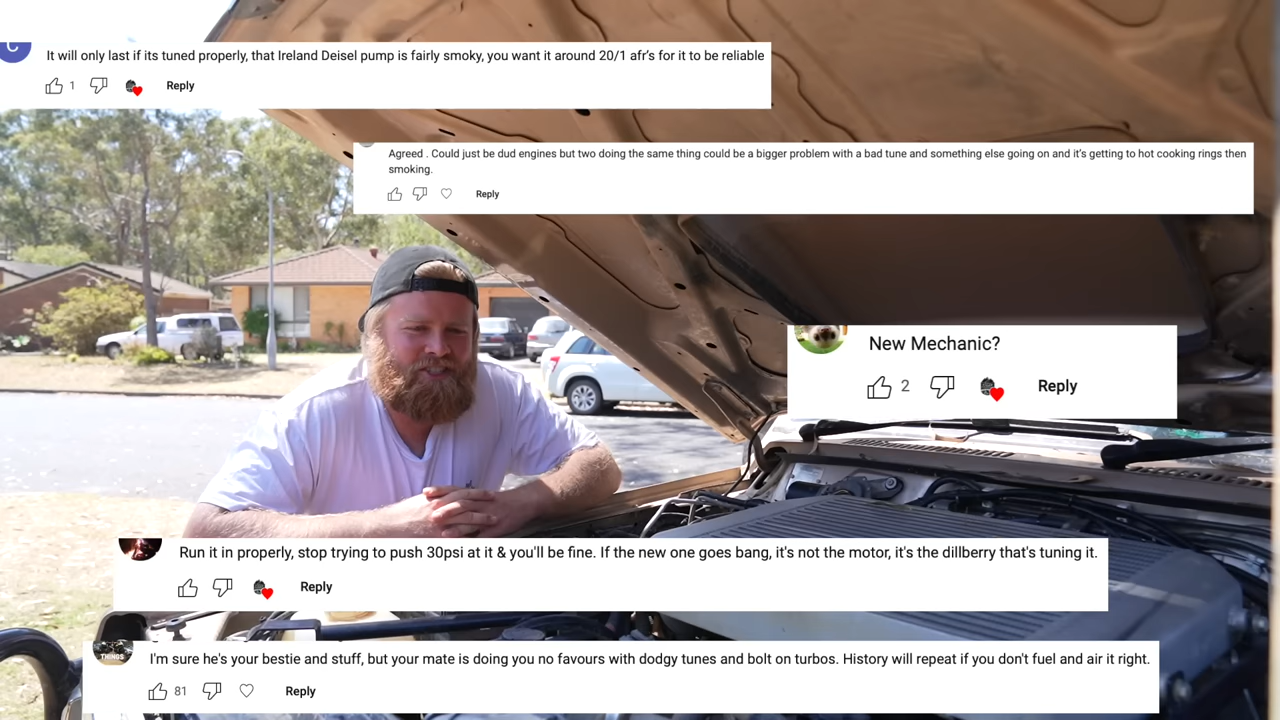 C
It will only last if its tuned properly, that Ireland Deisel pump is fairly smoky, you want it around 20/1 afr's for it to be reliable
1 Reply
Agreed . Could just be dud engines but two doing the same thing could be a bigger problem with a bad tune and something else going on and it's getting to hot cooking rings then
smoking.
Reply
New Mechanic?
2 Reply
Run it in properly, stop trying to push 30psi at it & you'll be fine. If the new one goes bang, it's not the motor, it's the dillberry that's tuning it.
Reply
THINGS
I'm sure he's your bestie and stuff, but your mate is doing you no favours with dodgy tunes and bolt on turbos. History will repeat if you don't fuel and air it right.
81 Reply